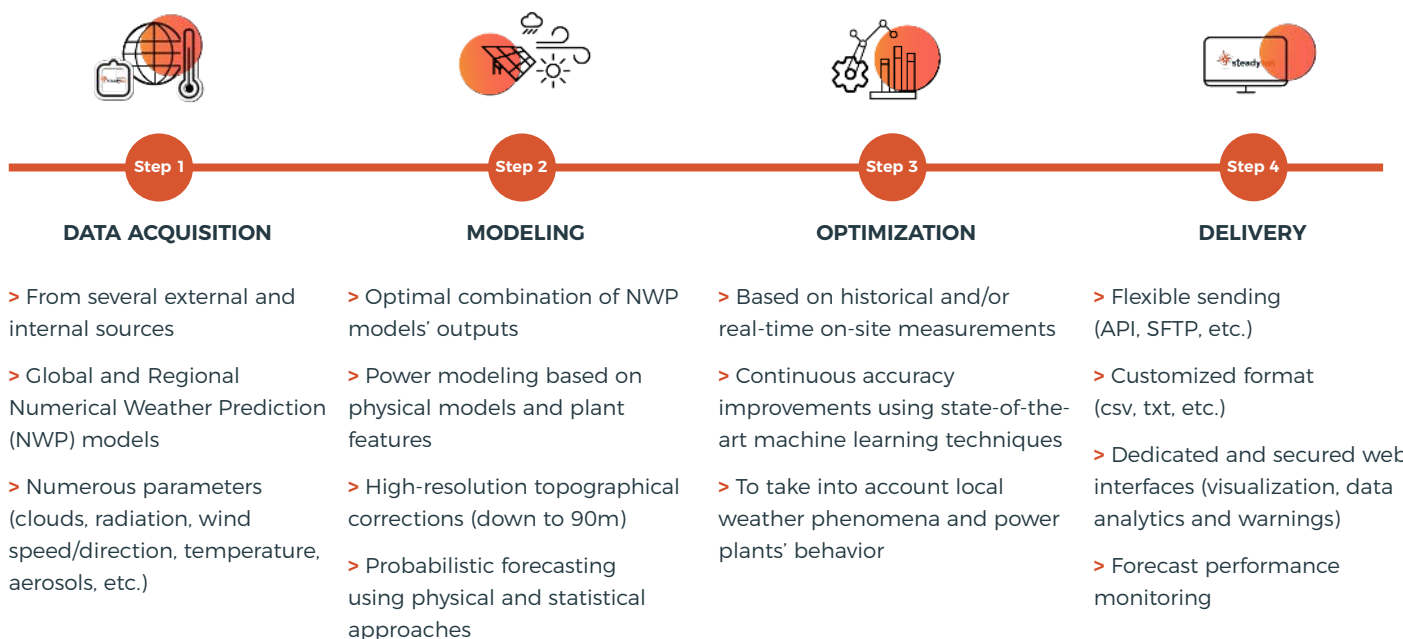 steady
Step 1
Step 2
Step 3
Step 4
DATA ACQUISITION
MODELING
OPTIMIZATION
DELIVERY
> From several external and
internal sources
> Global and Regional
Numerical Weather Prediction
(NWP) models
> Numerous parameters
(clouds, radiation, wind
speed/direction, temperature,
aerosols, etc.)
> Optimal combination of NWP
models’ outputs
> Power modeling based on
physical models and plant
features
> High-resolution topographical
corrections (down to 90m)
> Probabilistic forecasting
using physical and statistical
approaches
> Based on historical and/or
real-time on-site measurements
> Continuous accuracy
improvements using state-of-the-
art machine learning techniques
> To take into account local
weather phenomena and power
plants’ behavior
> Flexible sending
(API, SFTP, etc.)
> Customized format
(csv, txt, etc.)
> Dedicated and secured web
interfaces (visualization, data
analytics and warnings)
> Forecast performance
monitoring